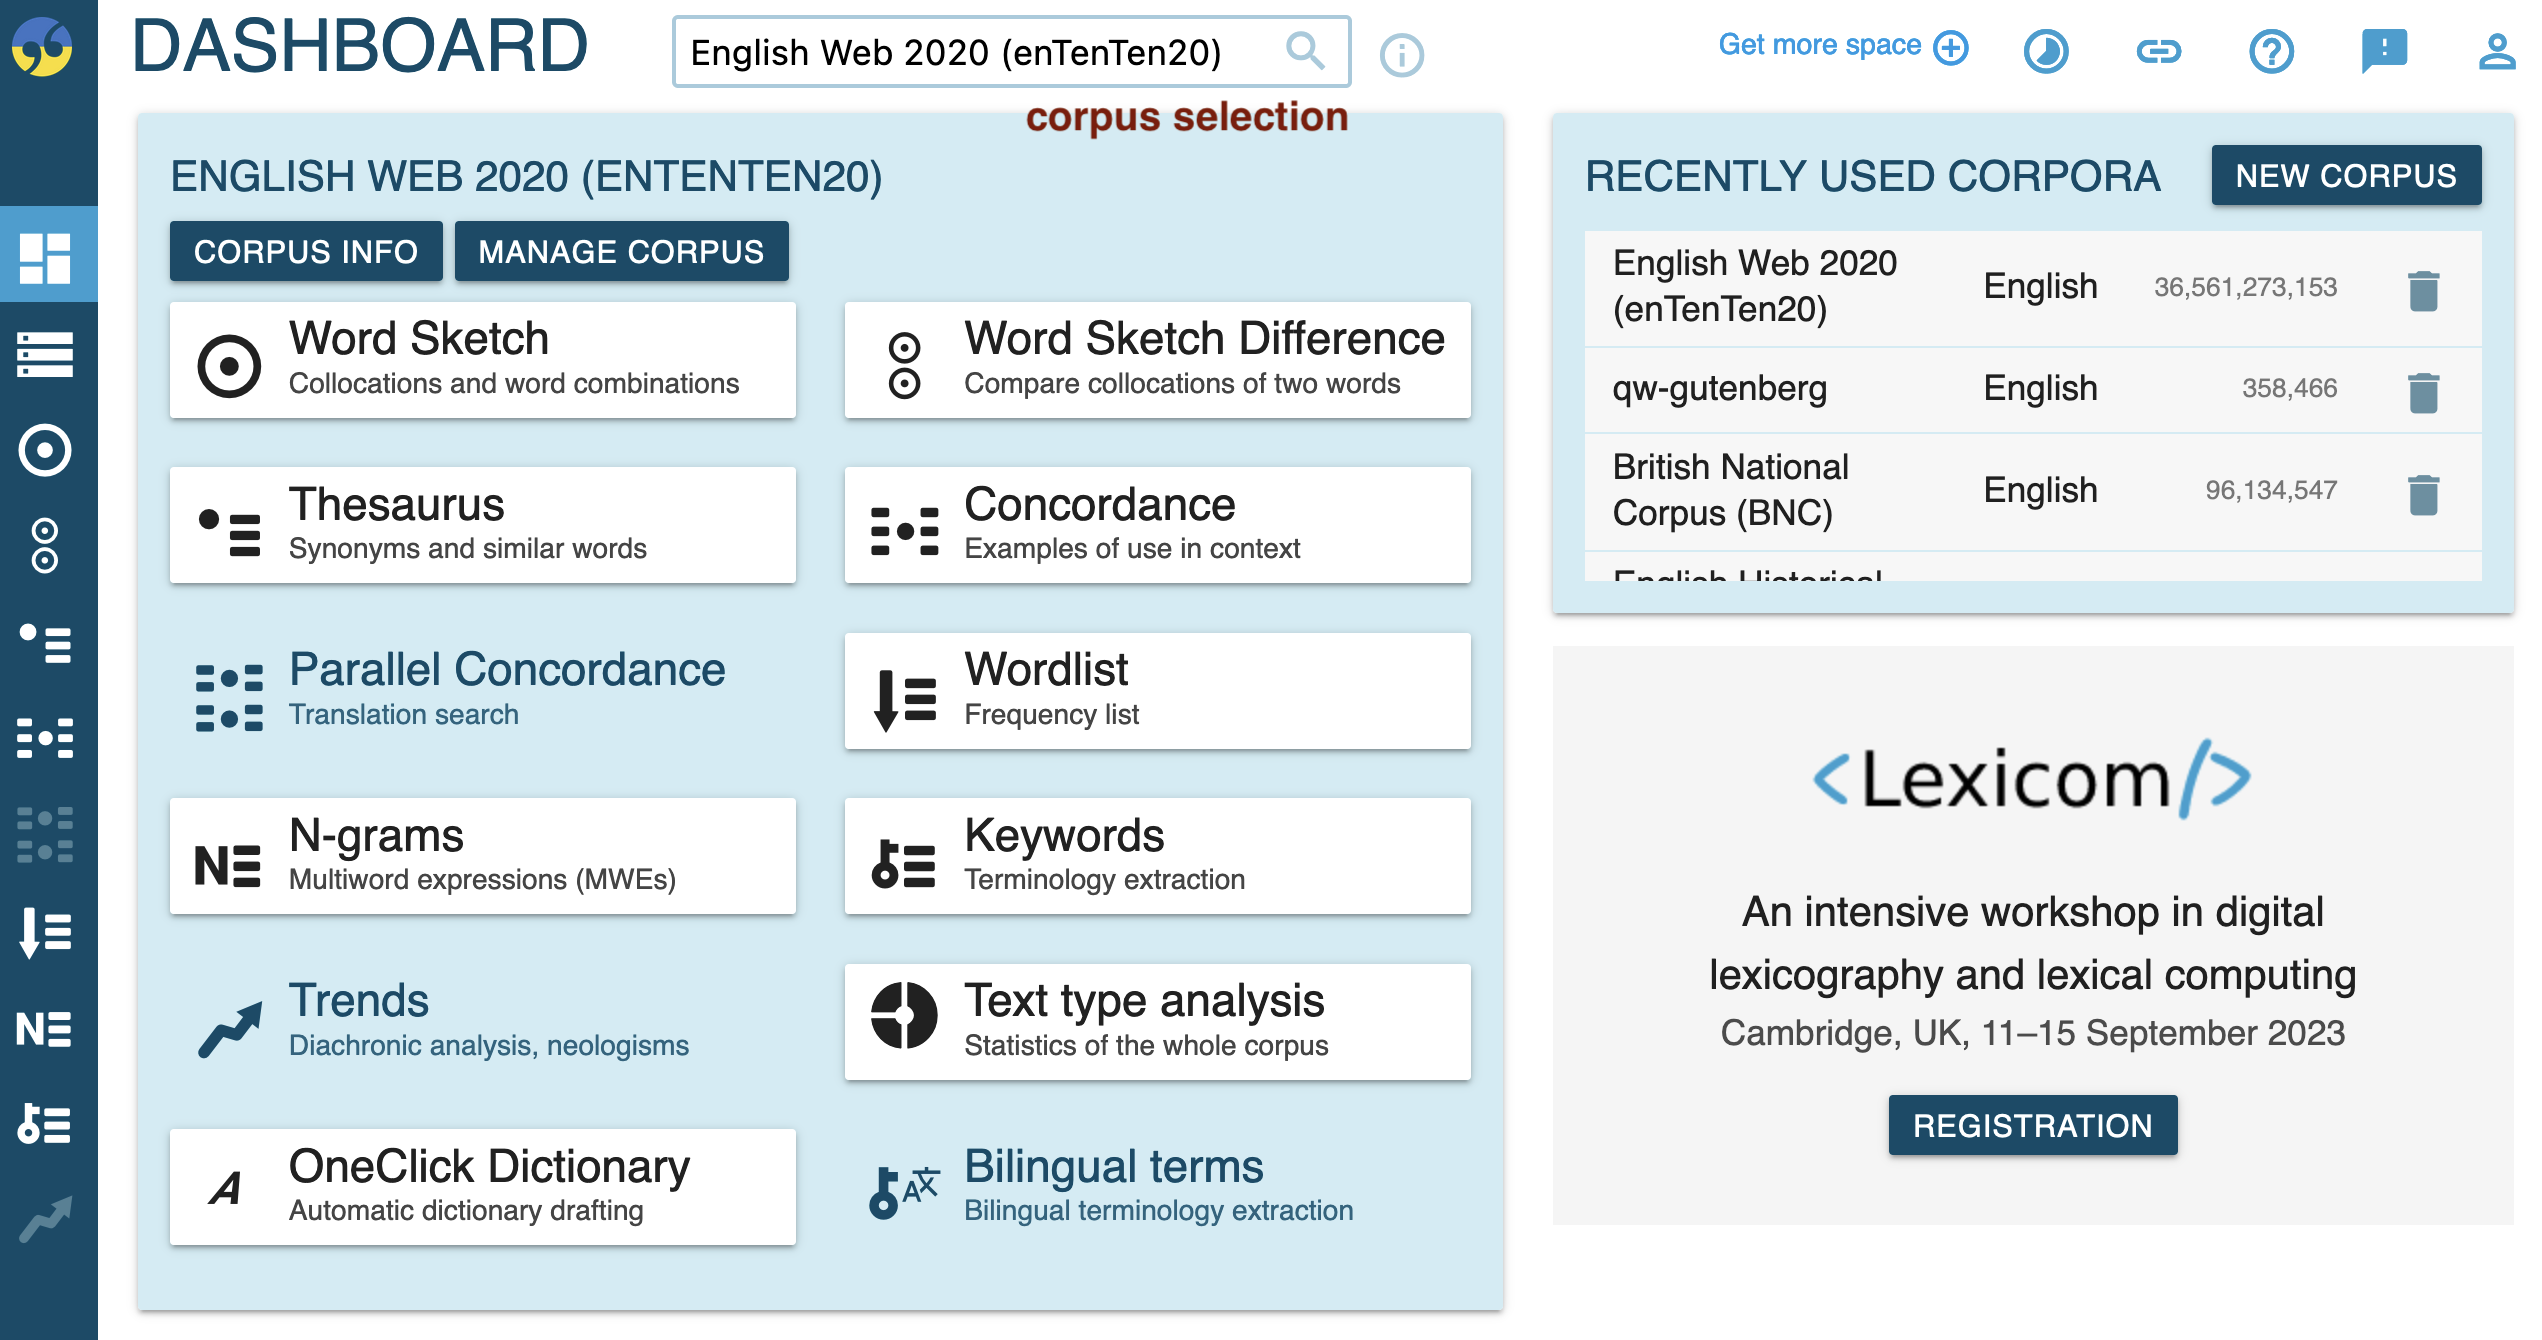 DASHBOARD
English Web 2020 (enTenTen20)
Get more space
corpus selection
ENGLISH WEB 2020 (ENTENTEN20)
CORPUS INFO
MANAGE CORPUS
Word Sketch
Collocations and word combinations
Word Sketch Difference
Compare collocations of two words
Thesaurus
Synonyms and similar words
Concordance
Examples of use in context
Parallel Concordance
Translation search
Wordlist
Frequency list
N-grams
Multiword expressions (MWEs)
Keywords
Terminology extraction
Trends
Diachronic analysis, neologisms
Text type analysis
Statistics of the whole corpus
OneClick Dictionary
Automatic dictionary drafting
Bilingual terms
Bilingual terminology extraction
RECENTLY USED CORPORA
NEW CORPUS
English Web 2020
(enTenTen20)
English
36,561,273,153
qw-gutenberg
English
358,466
British National
Corpus (BNC)
English
96,134,547
English Historical
<Lexicom/>
An intensive workshop in digital
lexicography and lexical computing
Cambridge, UK, 11–15 September 2023
REGISTRATION